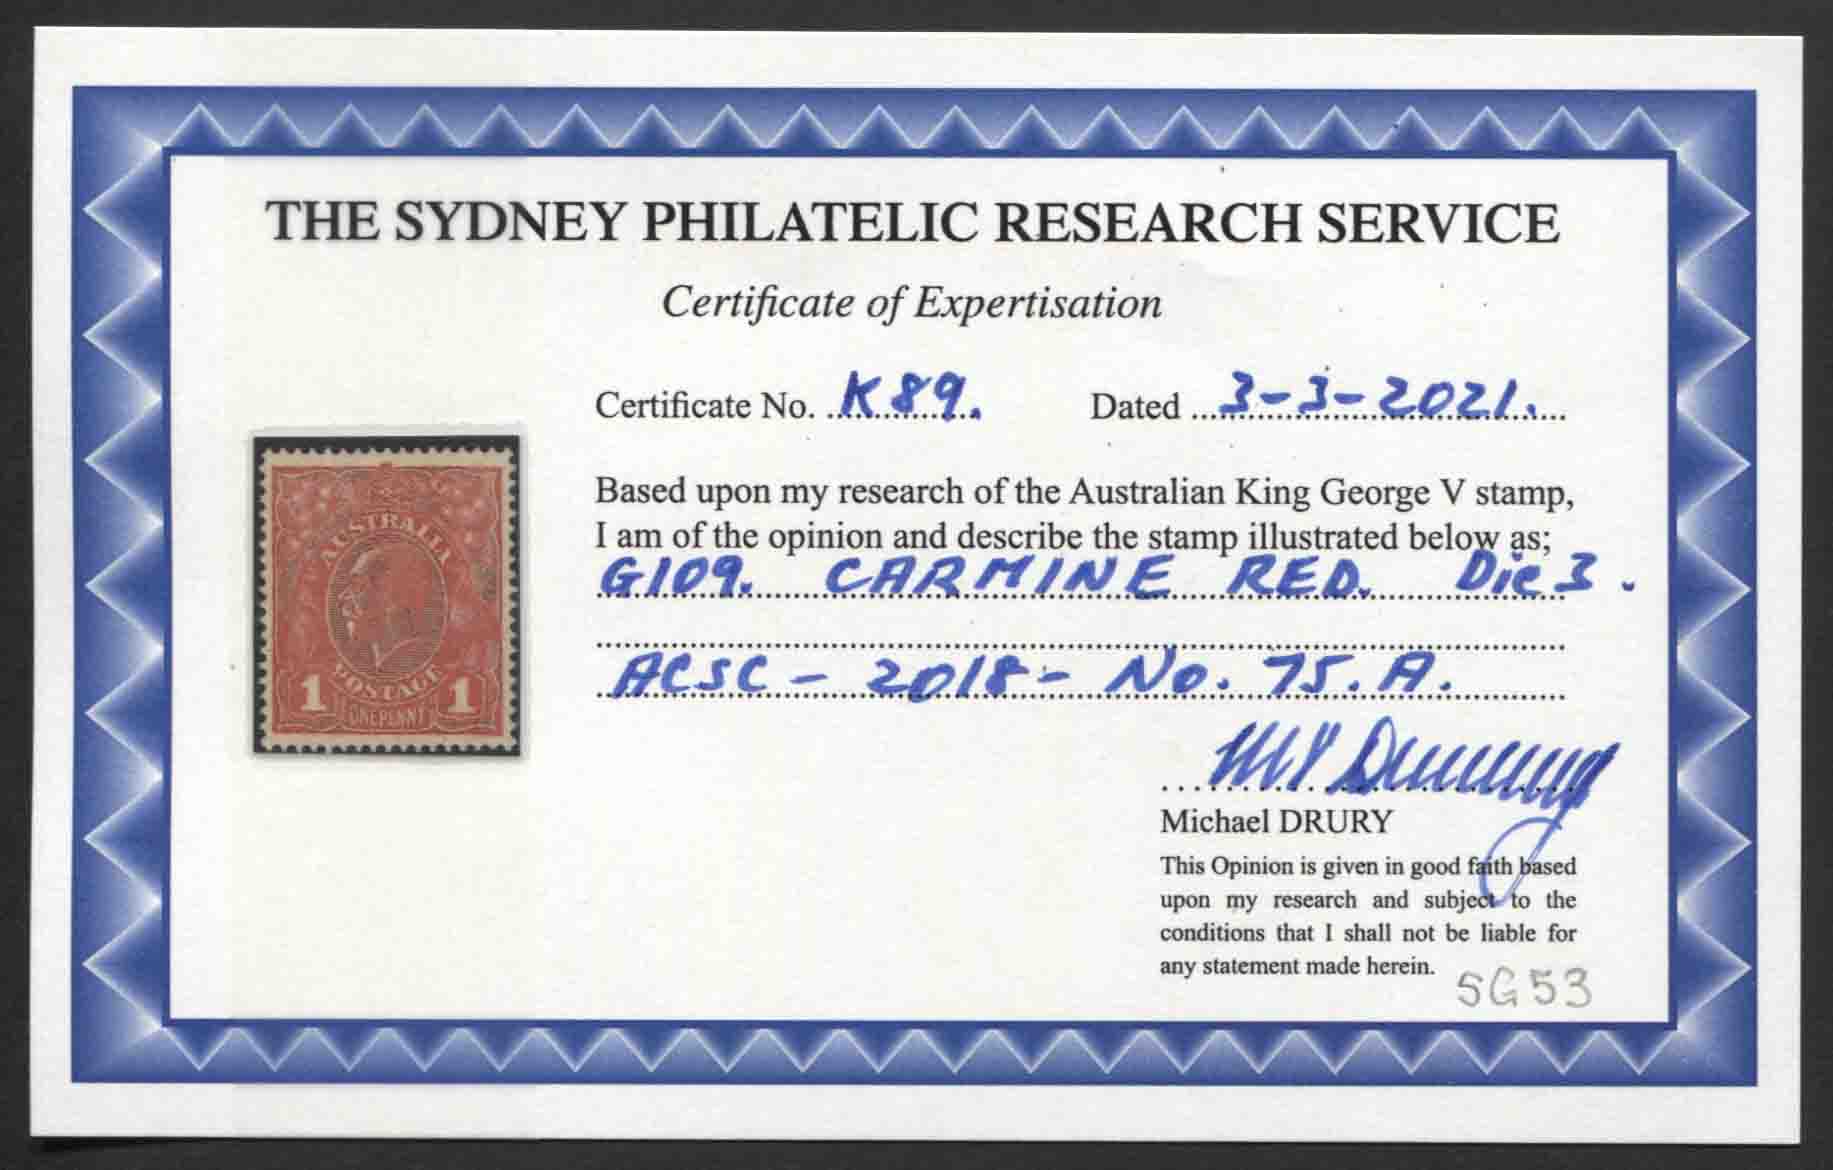 THE SYDNEY PHILATELIC RESEARCH SERVICE
Certificate of Expertisation
Certificate No. K89. Dated 3-3-2021.
Based upon my research of the Australian King George V stamp,
I am of the opinion and describe the stamp illustrated below as;
G109. CARMINE RED. Die 3.
ACSC - 2018 - No. 75.A.
AUSTRALIA
POSTAGE
1 ONE PENNY 1
Michael DRURY
This Opinion is given in good faith based
upon my research and subject to the
conditions that I shall not be liable for
any statement made herein.
SG53